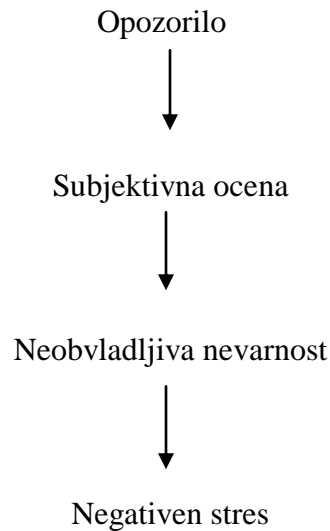 Opozorilo
Subjektivna ocena
Neobvladljiva nevarnost
Negativen stres